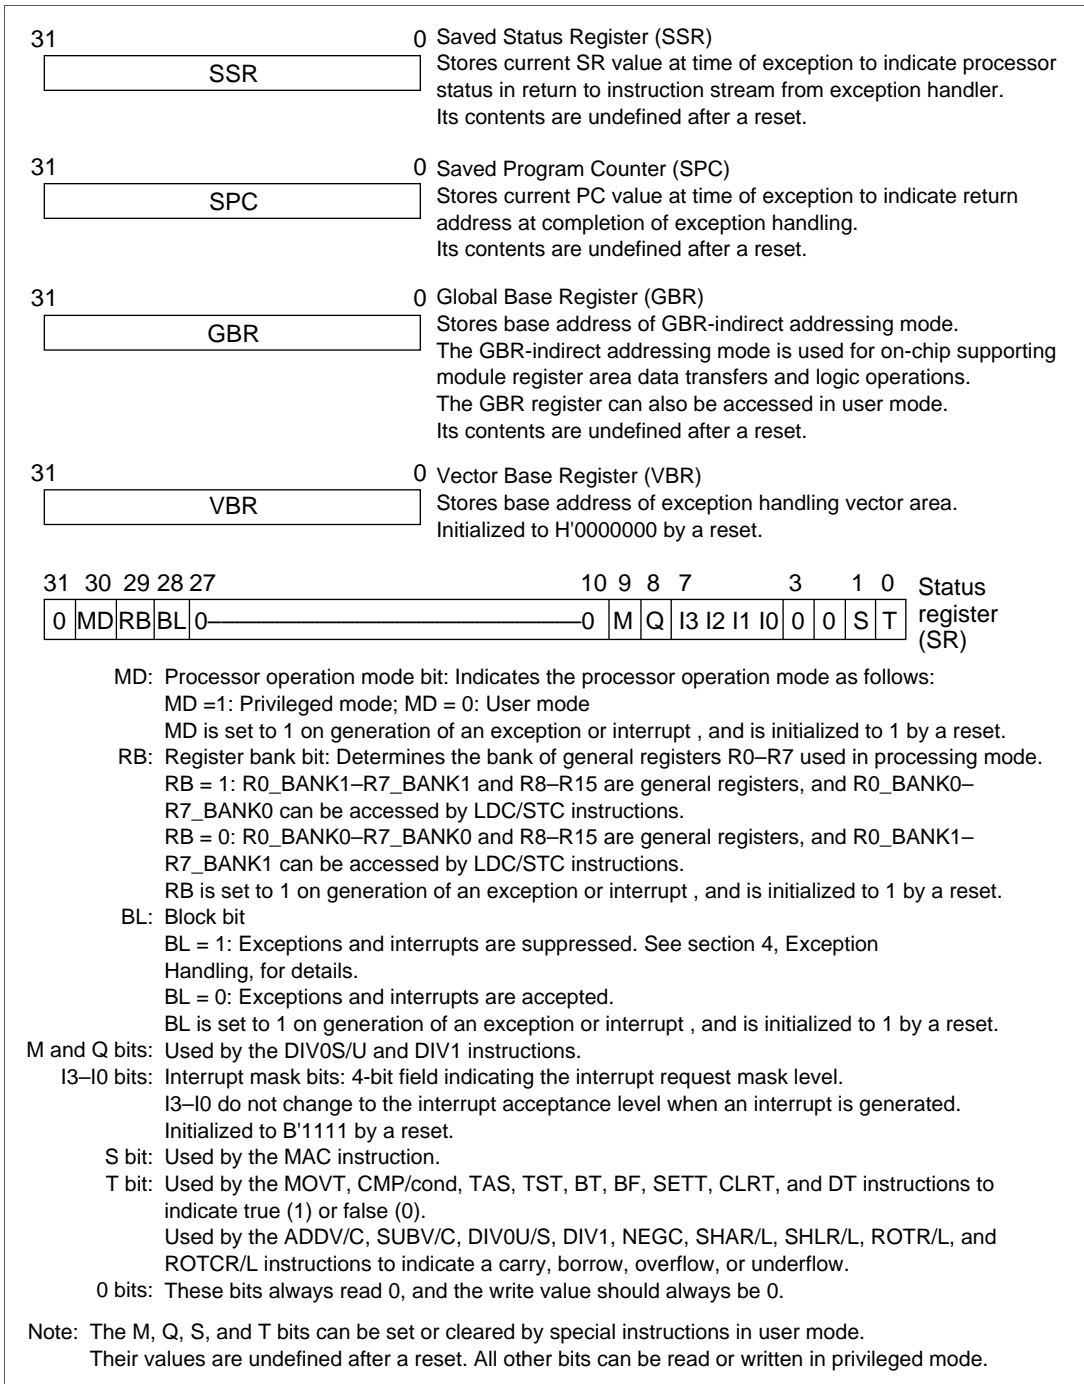 31 0 Saved Status Register (SSR)
SSR Stores current SR value at time of exception to indicate processor
status in return to instruction stream from exception handler.
Its contents are undefined after a reset.
31 0 Saved Program Counter (SPC)
SPC Stores current PC value at time of exception to indicate return
address at completion of exception handling.
Its contents are undefined after a reset.
31 0 Global Base Register (GBR)
GBR Stores base address of GBR-indirect addressing mode.
The GBR-indirect addressing mode is used for on-chip supporting
module register area data transfers and logic operations.
The GBR register can also be accessed in user mode.
Its contents are undefined after a reset.
31 0 Vector Base Register (VBR)
VBR Stores base address of exception handling vector area.
Initialized to H'0000000 by a reset.
31 30 29 28 27 10 9 8 7 3 1 0 Status
0 MD RB BL 0 0 M Q I3 I2 I1 I0 0 0 S T register
(SR)
MD: Processor operation mode bit: Indicates the processor operation mode as follows:
MD =1: Privileged mode; MD = 0: User mode
MD is set to 1 on generation of an exception or interrupt , and is initialized to 1 by a reset.
RB: Register bank bit: Determines the bank of general registers R0–R7 used in processing mode.
RB = 1: R0_BANK1–R7_BANK1 and R8–R15 are general registers, and R0_BANK0–
R7_BANK0 can be accessed by LDC/STC instructions.
RB = 0: R0_BANK0–R7_BANK0 and R8–R15 are general registers, and R0_BANK1–
R7_BANK1 can be accessed by LDC/STC instructions.
RB is set to 1 on generation of an exception or interrupt , and is initialized to 1 by a reset.
BL: Block bit
BL = 1: Exceptions and interrupts are suppressed. See section 4, Exception
Handling, for details.
BL = 0: Exceptions and interrupts are accepted.
BL is set to 1 on generation of an exception or interrupt , and is initialized to 1 by a reset.
M and Q bits: Used by the DIV0S/U and DIV1 instructions.
I3–I0 bits: Interrupt mask bits: 4-bit field indicating the interrupt request mask level.
I3–I0 do not change to the interrupt acceptance level when an interrupt is generated.
Initialized to B'1111 by a reset.
S bit: Used by the MAC instruction.
T bit: Used by the MOVT, CMP/cond, TAS, TST, BT, BF, SETT, CLRT, and DT instructions to
indicate true (1) or false (0).
Used by the ADDV/C, SUBV/C, DIV0U/S, DIV1, NEGC, SHAR/L, SHLR/L, ROTR/L, and
ROTCR/L instructions to indicate a carry, borrow, overflow, or underflow.
0 bits: These bits always read 0, and the write value should always be 0.
Note: The M, Q, S, and T bits can be set or cleared by special instructions in user mode.
Their values are undefined after a reset. All other bits can be read or written in privileged mode.